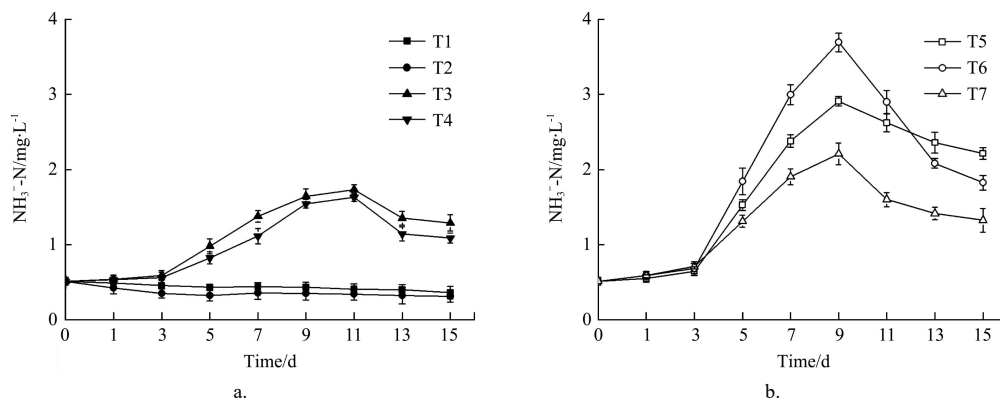 4
3
2
1
0
NH₃⁻-N/mg·L⁻¹
T1
T2
T3
T4
0 1 3 5 7 9 11 13 15
Time/d
a.
4
3
2
1
0
NH₃⁻-N/mg·L⁻¹
T5
T6
T7
0 1 3 5 7 9 11 13 15
Time/d
b.